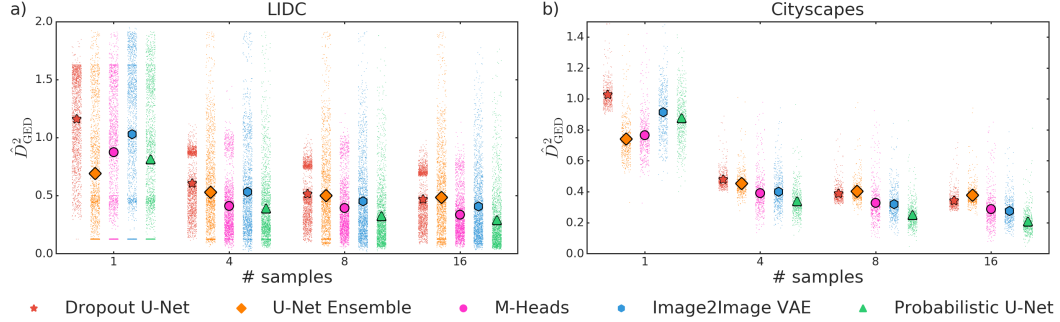 a) LIDC
2.0
1.5
1.0
0.5
0.0
D̂²GED
1 4 8 16
# samples
b) Cityscapes
1.4
1.2
1.0
0.8
0.6
0.4
0.2
0.0
D̂²GED
1 4 8 16
# samples
Dropout U-Net U-Net Ensemble M-Heads Image2Image VAE Probabilistic U-Net